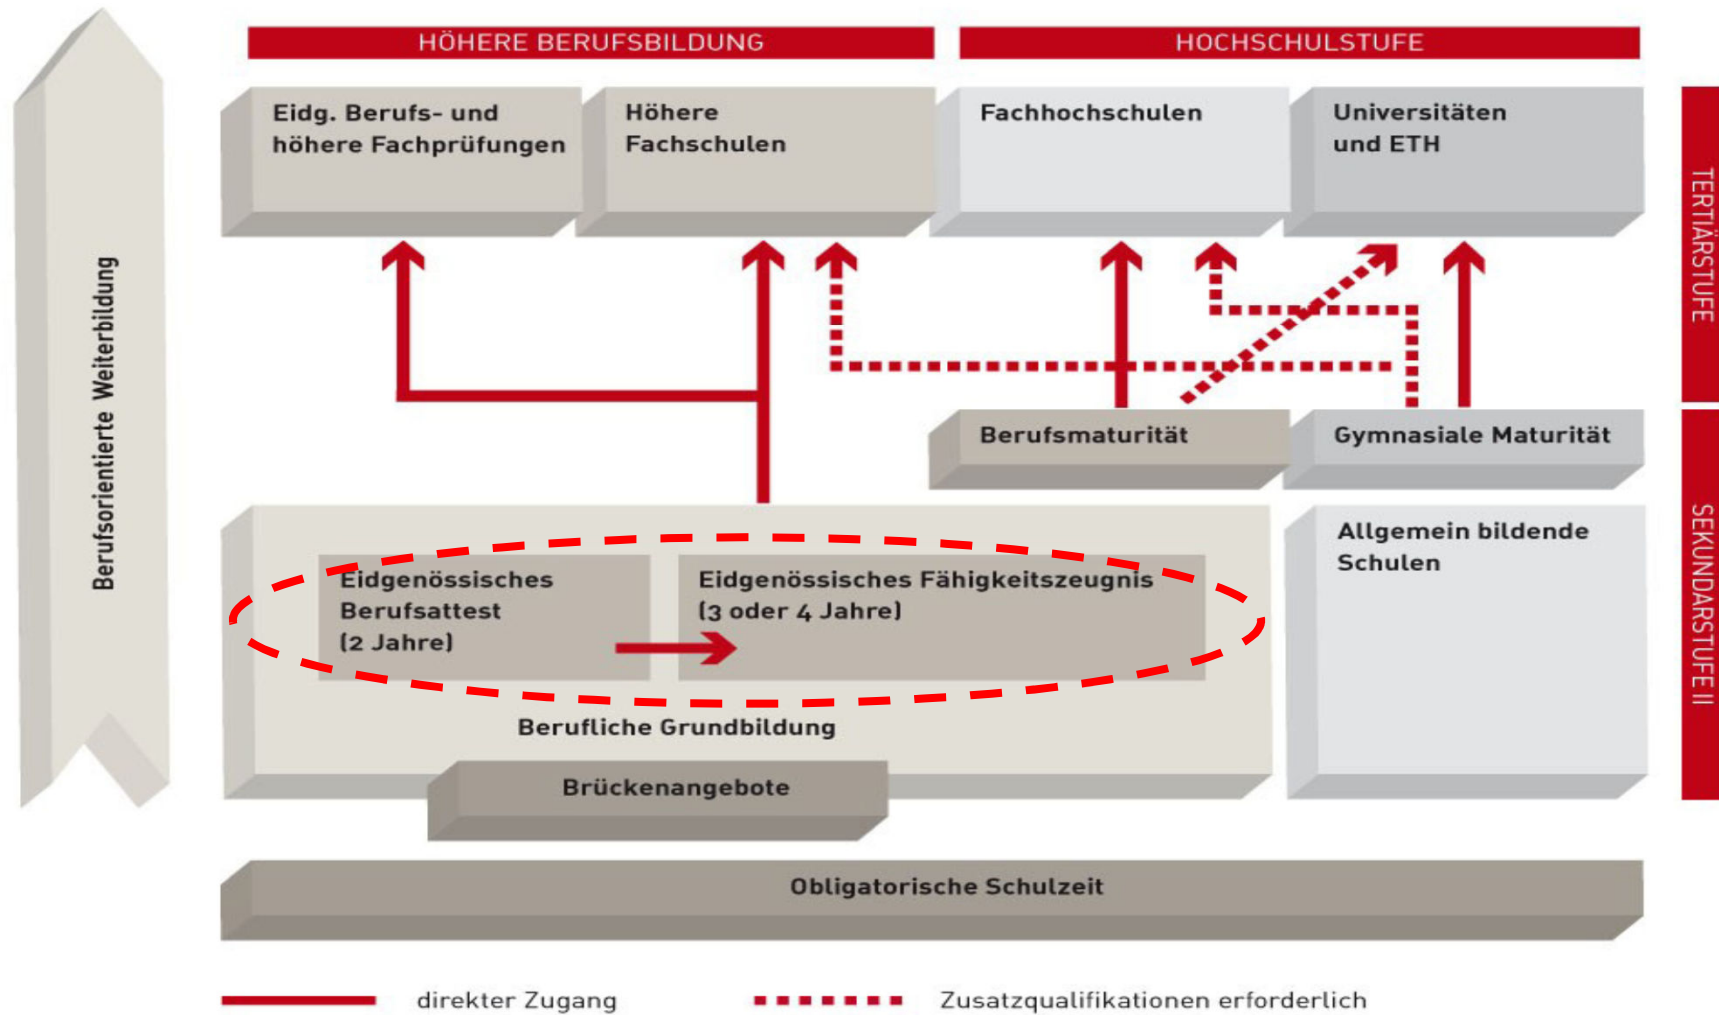 HÖHERE BERUFSBILDUNG
HOCHSCHULSTUFE
Eidg. Berufs- und
höhere Fachprüfungen
Höhere
Fachschulen
Fachhochschulen
Universitäten
und ETH
TERTIÄRSTUFE
Berufsorientierte Weiterbildung
Berufsmaturität
Gymnasiale Maturität
Eidgenössisches
Berufsattest
(2 Jahre)
Eidgenössisches Fähigkeitszeugnis
(3 oder 4 Jahre)
Berufliche Grundbildung
Allgemein bildende
Schulen
SEKUNDARSTUFE II
Brückenangebote
Obligatorische Schulzeit
direkter Zugang
Zusatzqualifikationen erforderlich